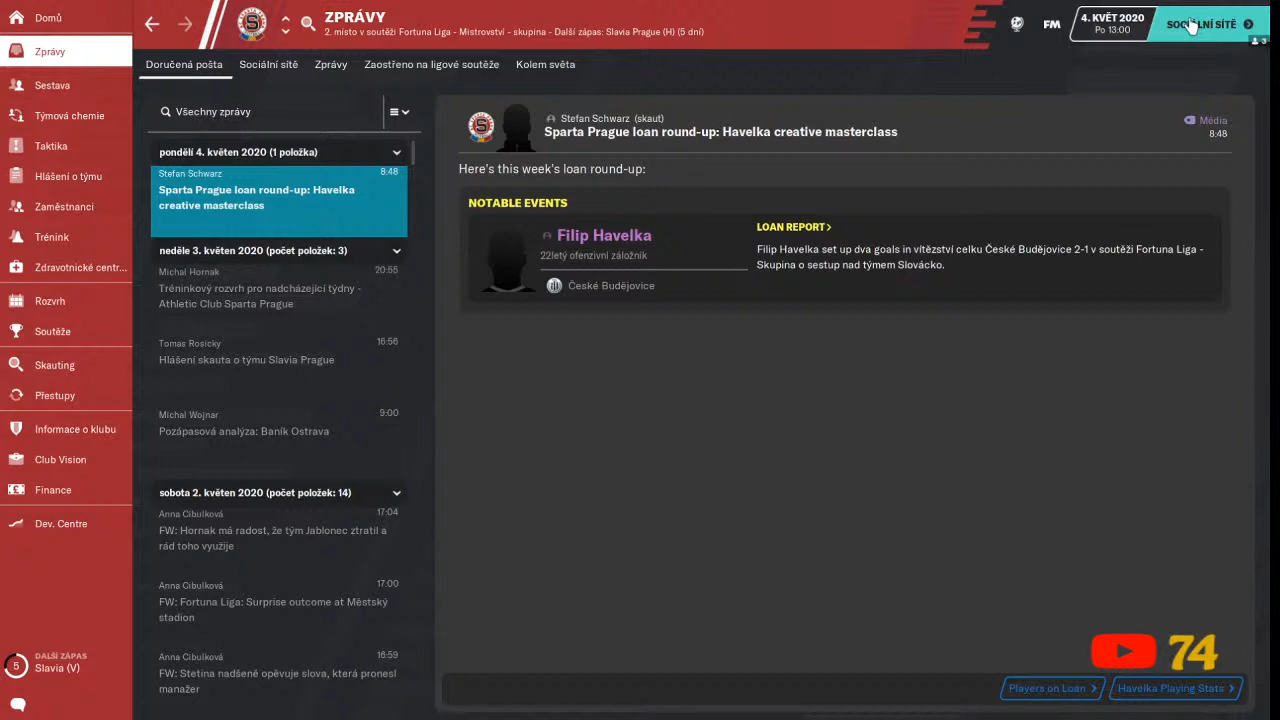 Domů
Zprávy
Sestava
Týmová chemie
Taktika
Hlášení o týmu
Zaměstnanci
Trénink
Zdravotnické centr...
Rozvrh
Soutěže
Skauting
Přestupy
Informace o klubu
Club Vision
Finance
Dev. Centre
5
DALŠÍ ZÁPAS
Slavia (V)
ZPRÁVY
2. místo v soutěži Fortuna Liga - Mistrovství - skupina - Další zápas: Slavia Prague (H) (5 dní)
FM
4. KVĚT 2020
Po 13:00
SOCIÁLNÍ SÍTĚ
3
Doručená pošta
Sociální sítě
Zprávy
Zaostřeno na ligové soutěže
Kolem světa
Všechny zprávy
pondělí 4. květen 2020 (1 položka)
Stefan Schwarz
8:48
Sparta Prague loan round-up: Havelka
creative masterclass
neděle 3. květen 2020 (počet položek: 3)
Michal Hornak
20:55
Tréninkový rozvrh pro nadcházející týdny -
Athletic Club Sparta Prague
Tomas Rosicky
16:56
Hlášení skauta o týmu Slavia Prague
Michal Wojnar
9:00
Pozápasová analýza: Baník Ostrava
sobota 2. květen 2020 (počet položek: 14)
Anna Cibulková
17:04
FW: Hornak má radost, že tým Jablonec ztratil a
rád toho využije
Anna Cibulková
17:00
FW: Fortuna Liga: Surprise outcome at Městský
stadion
Anna Cibulková
16:59
FW: Stetina nadšeně opěvuje slova, která pronesl
manažer
Stefan Schwarz (skaut)
Sparta Prague loan round-up: Havelka creative masterclass
Média
8:48
Here's this week's loan round-up:
NOTABLE EVENTS
Filip Havelka
22letý ofenzivní záložník
České Budějovice
LOAN REPORT>
Filip Havelka set up dva goals in vítězství celku České Budějovice 2-1 v soutěži Fortuna Liga -
Skupina o sestup nad týmem Slovácko.
74
Players on Loan >
Havelka Playing Stats >